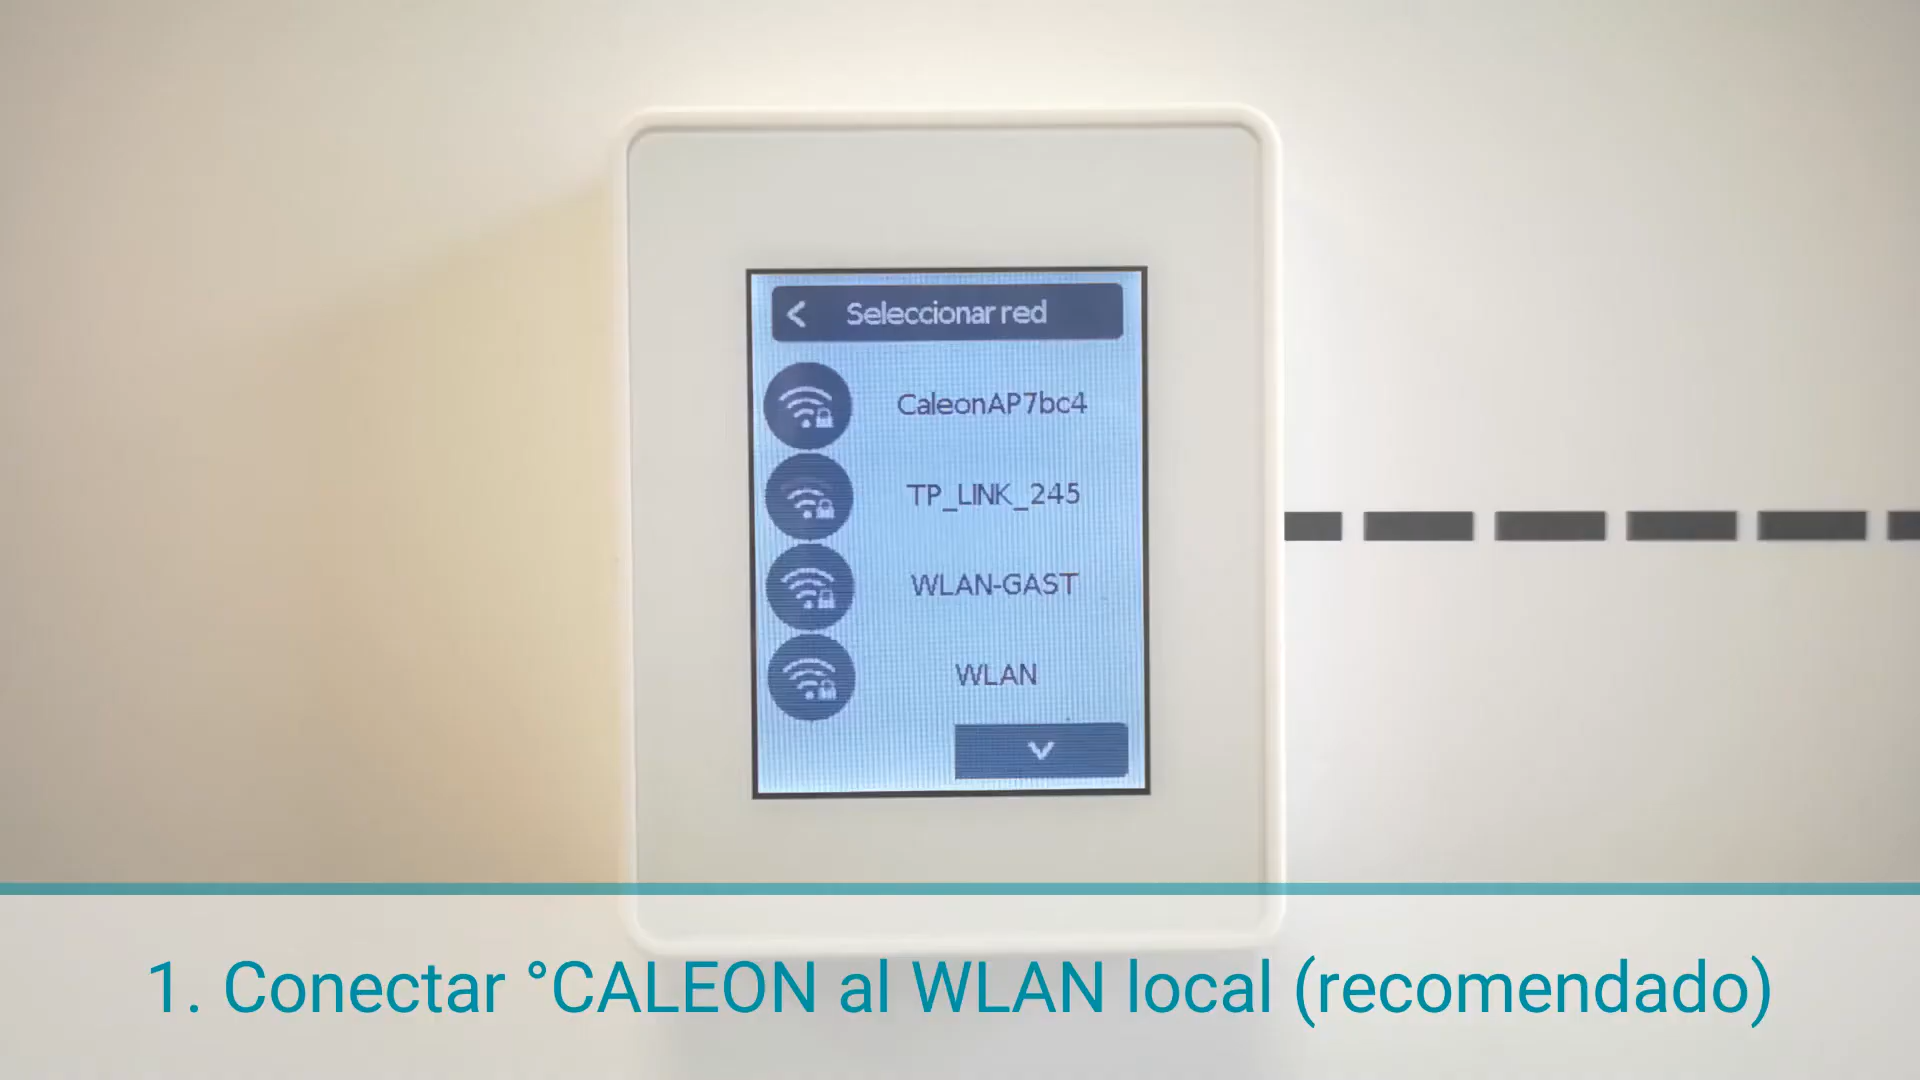 Seleccionar red
CaleonAP7bc4
TP_LINK_245
WLAN-GAST
WLAN
1. Conectar °CALEON al WLAN local (recomendado)